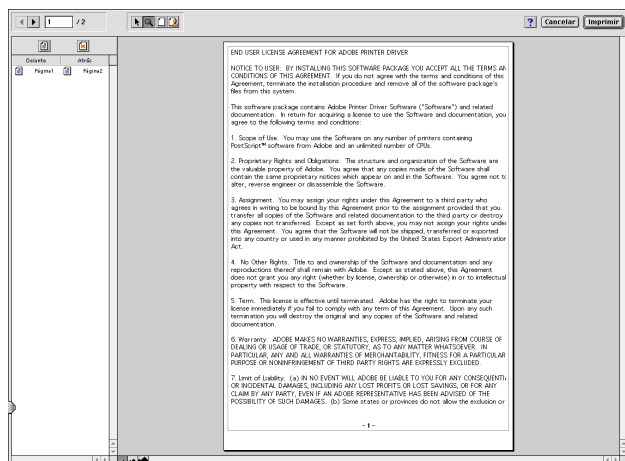 1 / 2
? Cancelar Imprimir
Delante Atrás
Página1 Página2
END USER LICENSE AGREEMENT FOR ADOBE PRINTER DRIVER
NOTICE TO USER: BY INSTALLING THIS SOFTWARE PACKAGE YOU ACCEPT ALL THE TERMS AN
CONDITIONS OF THIS AGREEMENT. If you do not agree with the terms and conditions of this
Agreement, terminate the installation procedure and remove all of the software package's
files from this system.
This software package contains Adobe Printer Driver Software ("Software") and related
documentation. In return for acquiring a license to use the Software and documentation, you
agree to the following terms and conditions:
1. Scope of Use. You may use the Software on any number of printers containing
PostScript™ software from Adobe and an unlimited number of CPUs.
2. Proprietary Rights and Obligations. The structure and organization of the Software are
the valuable property of Adobe. You agree that any copies made of the Software shall
contain the same proprietary notices which appear on and in the Software. You agree not to
alter, reverse engineer or disassemble the Software.
3. Assignment. You may assign your rights under this Agreement to a third party who
agrees in writing to be bound by this Agreement prior to the assignment provided that you
transfer all copies of the Software and related documentation to the third party or destroy
any copies not transferred. Except as set forth above, you may not assign your rights under
this Agreement. You agree that the Software will not be shipped, transferred or exported
into any country or used in any manner prohibited by the United States Export Administration
Act.
4. No Other Rights. Title to and ownership of the Software and documentation and any
reproductions thereof shall remain with Adobe. Except as stated above, this Agreement
does not grant you any right (whether by license, ownership or otherwise) in or to intellectual
property with respect to the Software.
5. Term. This license is effective until terminated. Adobe has the right to terminate your
license immediately if you fail to comply with any term of this Agreement. Upon any such
termination you will destroy the original and any copies of the Software and related
documentation.
6. Warranty. ADOBE MAKES NO WARRANTIES, EXPRESS, IMPLIED, ARISING FROM COURSE OF
DEALING OR USAGE OF TRADE, OR STATUTORY, AS TO ANY MATTER WHATSOEVER. IN
PARTICULAR, ANY AND ALL WARRANTIES OF MERCHANTABILITY, FITNESS FOR A PARTICULAR
PURPOSE OR NONINFRINGEMENT OF THIRD PARTY RIGHTS ARE EXPRESSLY EXCLUDED.
7. Limit of Liability. (a) IN NO EVENT WILL ADOBE BE LIABLE TO YOU FOR ANY CONSEQUENTI
OR INCIDENTAL DAMAGES, INCLUDING ANY LOST PROFITS OR LOST SAVINGS, OR FOR ANY
CLAIM BY ANY PARTY, EVEN IF AN ADOBE REPRESENTATIVE HAS BEEN ADVISED OF THE
POSSIBILITY OF SUCH DAMAGES. (b) Some states or provinces do not allow the exclusion or
- 1 -